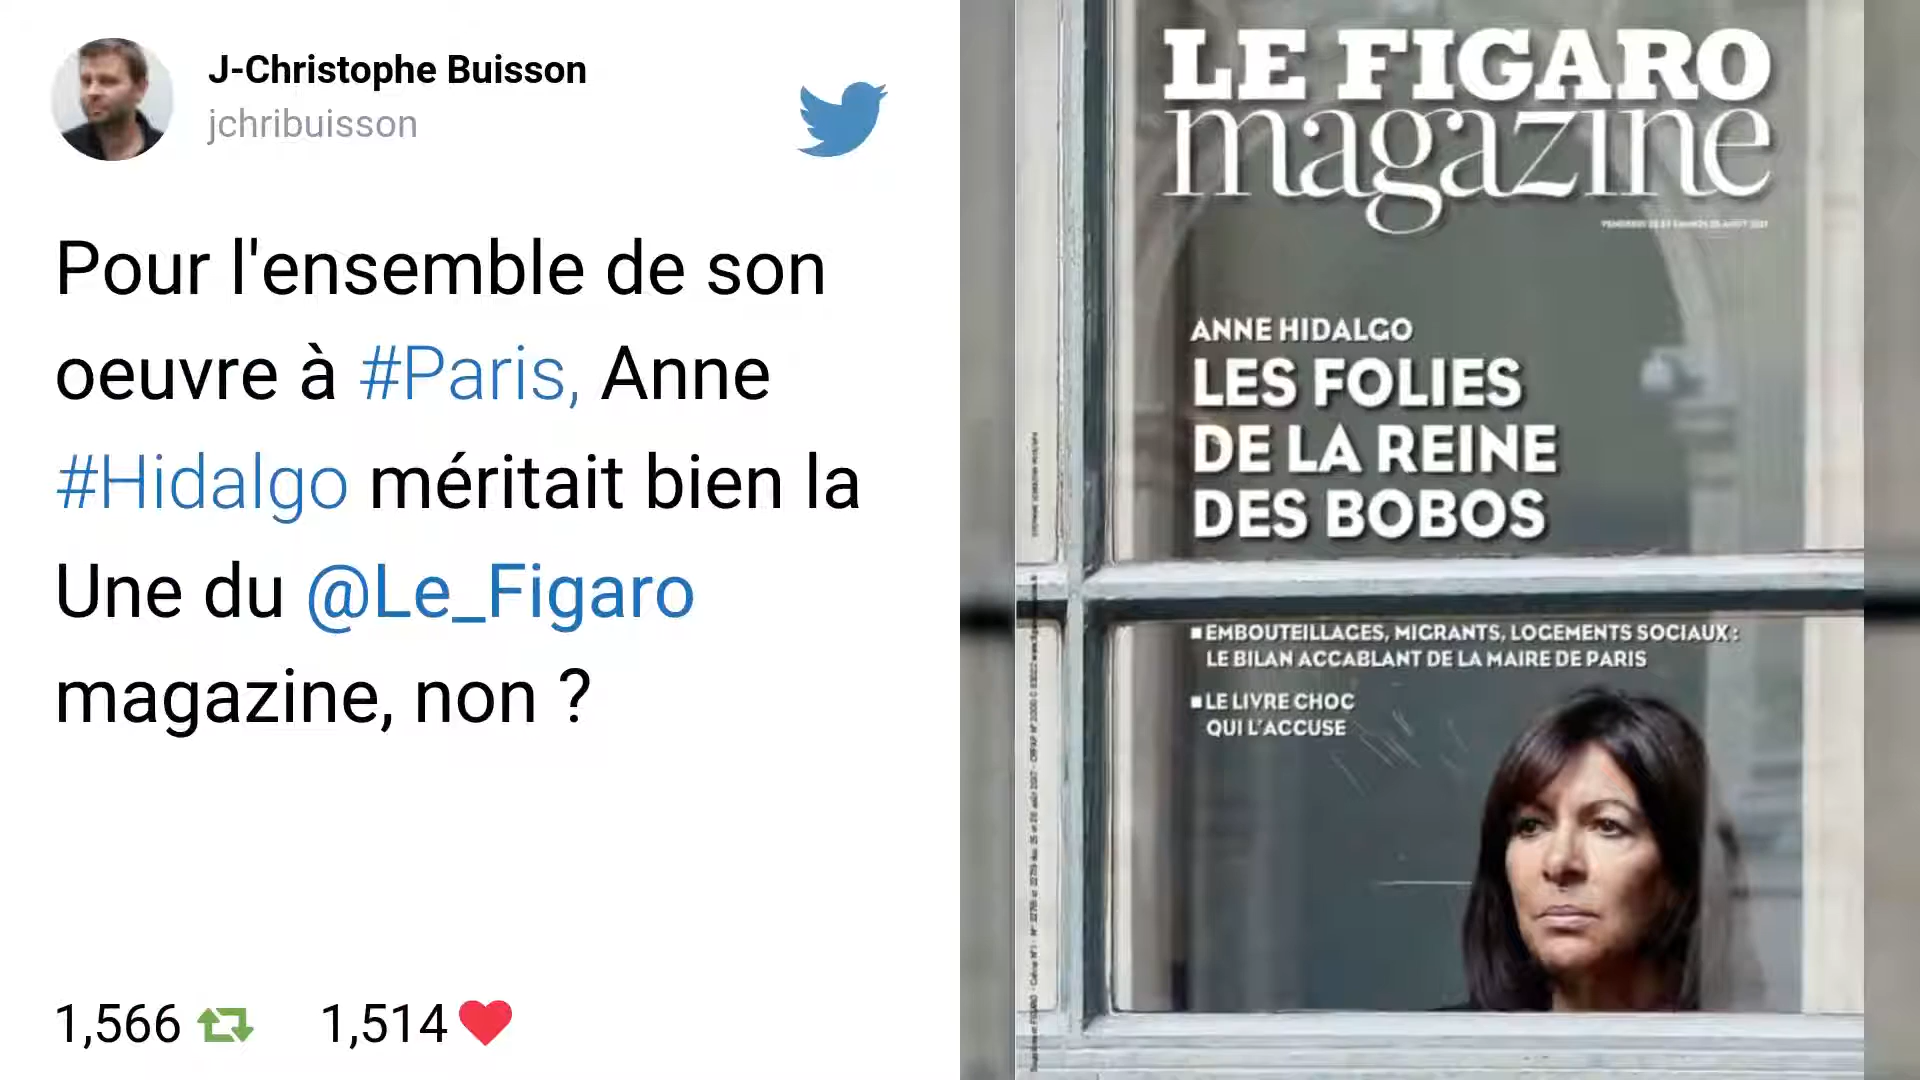 J-Christophe Buisson
jchribuisson
Pour l'ensemble de son
oeuvre à #Paris, Anne
#Hidalgo méritait bien la
Une du @Le_Figaro
magazine, non ?
1,566
1,514
LE FIGARO
magazine
ANNE HIDALGO
LES FOLIES
DE LA REINE
DES BOBOS
■ EMBOUTEILLAGES, MIGRANTS, LOGEMENTS SOCIAUX :
LE BILAN ACCABLANT DE LA MAIRE DE PARIS
■ LE LIVRE CHOC
QUI L'ACCUSE